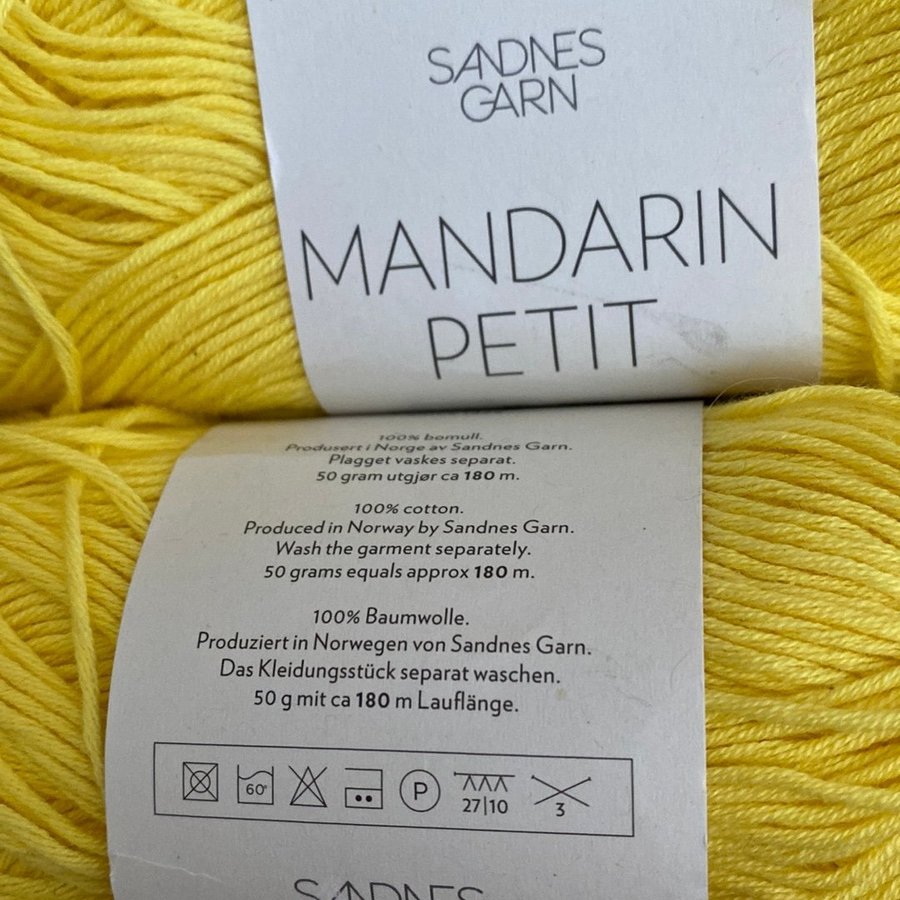 SANDNES
GARN
MANDARIN
PETIT
100% bomull.
Produsert i Norge av Sandnes Garn.
Plagget vaskes separat.
50 gram utgjør ca 180 m.
100% cotton.
Produced in Norway by Sandnes Garn.
Wash the garment separately.
50 grams equals approx 180 m.
100% Baumwolle.
Produziert in Norwegen von Sandnes Garn.
Das Kleidungsstück separat waschen.
50 g mit ca 180 m Lauflänge.
60° P 27|10 3
SANDNES